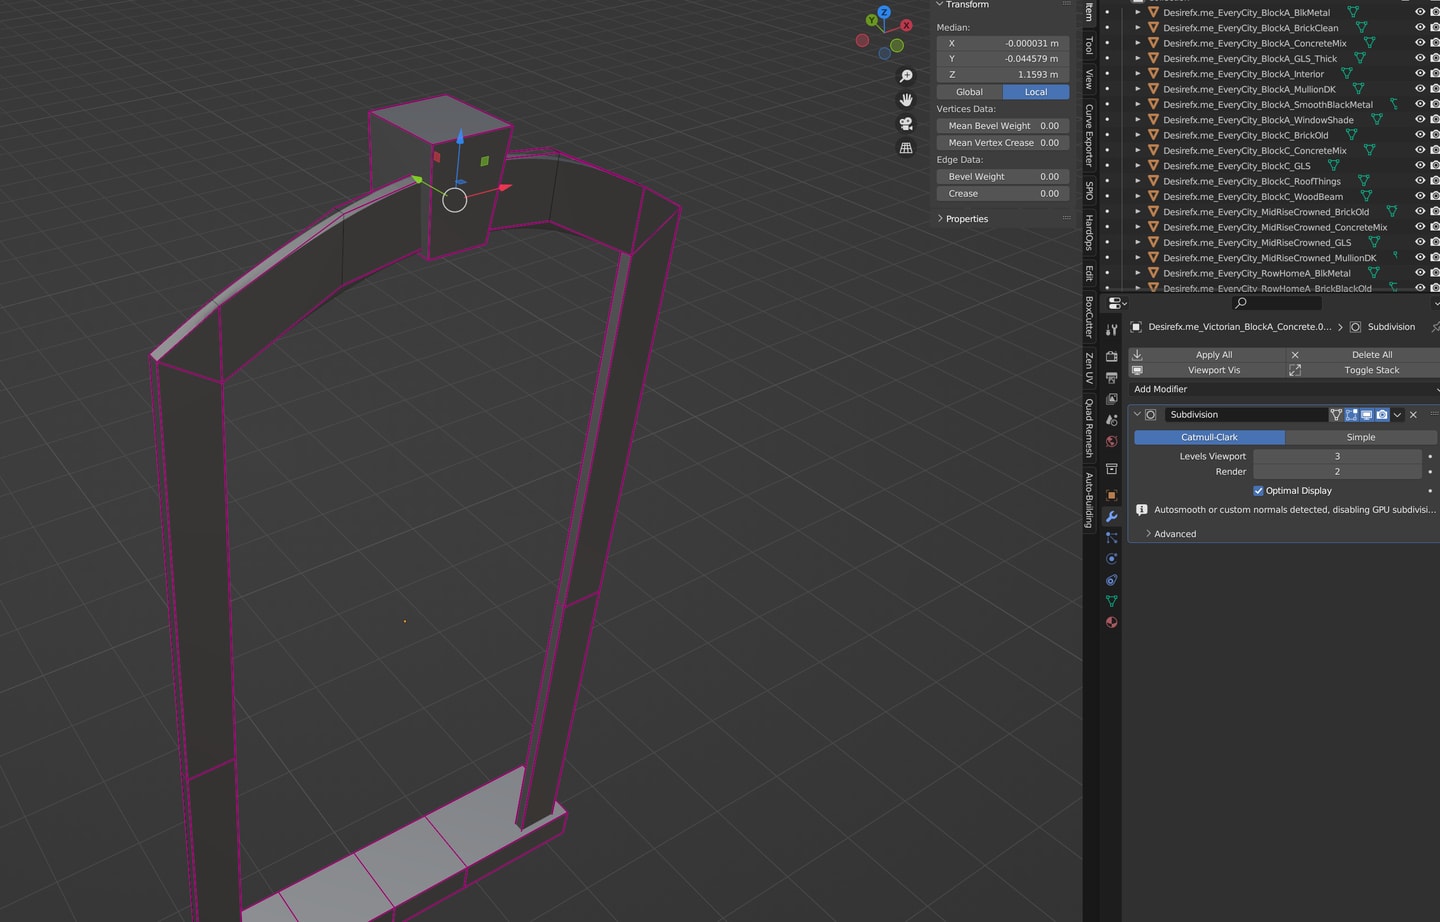 Transform
Median:
X -0.000031 m
Y -0.044579 m
Z 1.1593 m
Global Local
Vertices Data:
Mean Bevel Weight 0.00
Mean Vertex Crease 0.00
Edge Data:
Bevel Weight 0.00
Crease 0.00
Properties
Z
Y
X
Item
Tool
View
Curve Exporter
SPIO
HardOps
Edit
BoxCutter
Zen UV
Quad Remesh
Auto-Building
Desirefx.me_EveryCity_BlockA_BlkMetal
Desirefx.me_EveryCity_BlockA_BrickClean
Desirefx.me_EveryCity_BlockA_ConcreteMix
Desirefx.me_EveryCity_BlockA_GLS_Thick
Desirefx.me_EveryCity_BlockA_Interior
Desirefx.me_EveryCity_BlockA_MullionDK
Desirefx.me_EveryCity_BlockA_SmoothBlackMetal
Desirefx.me_EveryCity_BlockA_WindowShade
Desirefx.me_EveryCity_BlockC_BrickOld
Desirefx.me_EveryCity_BlockC_ConcreteMix
Desirefx.me_EveryCity_BlockC_GLS
Desirefx.me_EveryCity_BlockC_RoofThings
Desirefx.me_EveryCity_BlockC_WoodBeam
Desirefx.me_EveryCity_MidRiseCrowned_BrickOld
Desirefx.me_EveryCity_MidRiseCrowned_ConcreteMix
Desirefx.me_EveryCity_MidRiseCrowned_GLS
Desirefx.me_EveryCity_MidRiseCrowned_MullionDK
Desirefx.me_EveryCity_RowHomeA_BlkMetal
Desirefx.me_EveryCity_RowHomeA_BrickBlackOld
Desirefx.me_Victorian_BlockA_Concrete.0... > Subdivision
Apply All Delete All
Viewport Vis Toggle Stack
Add Modifier
Subdivision
Catmull-Clark Simple
Levels Viewport 3
Render 2
Optimal Display
Autosmooth or custom normals detected, disabling GPU subdivisi...
Advanced